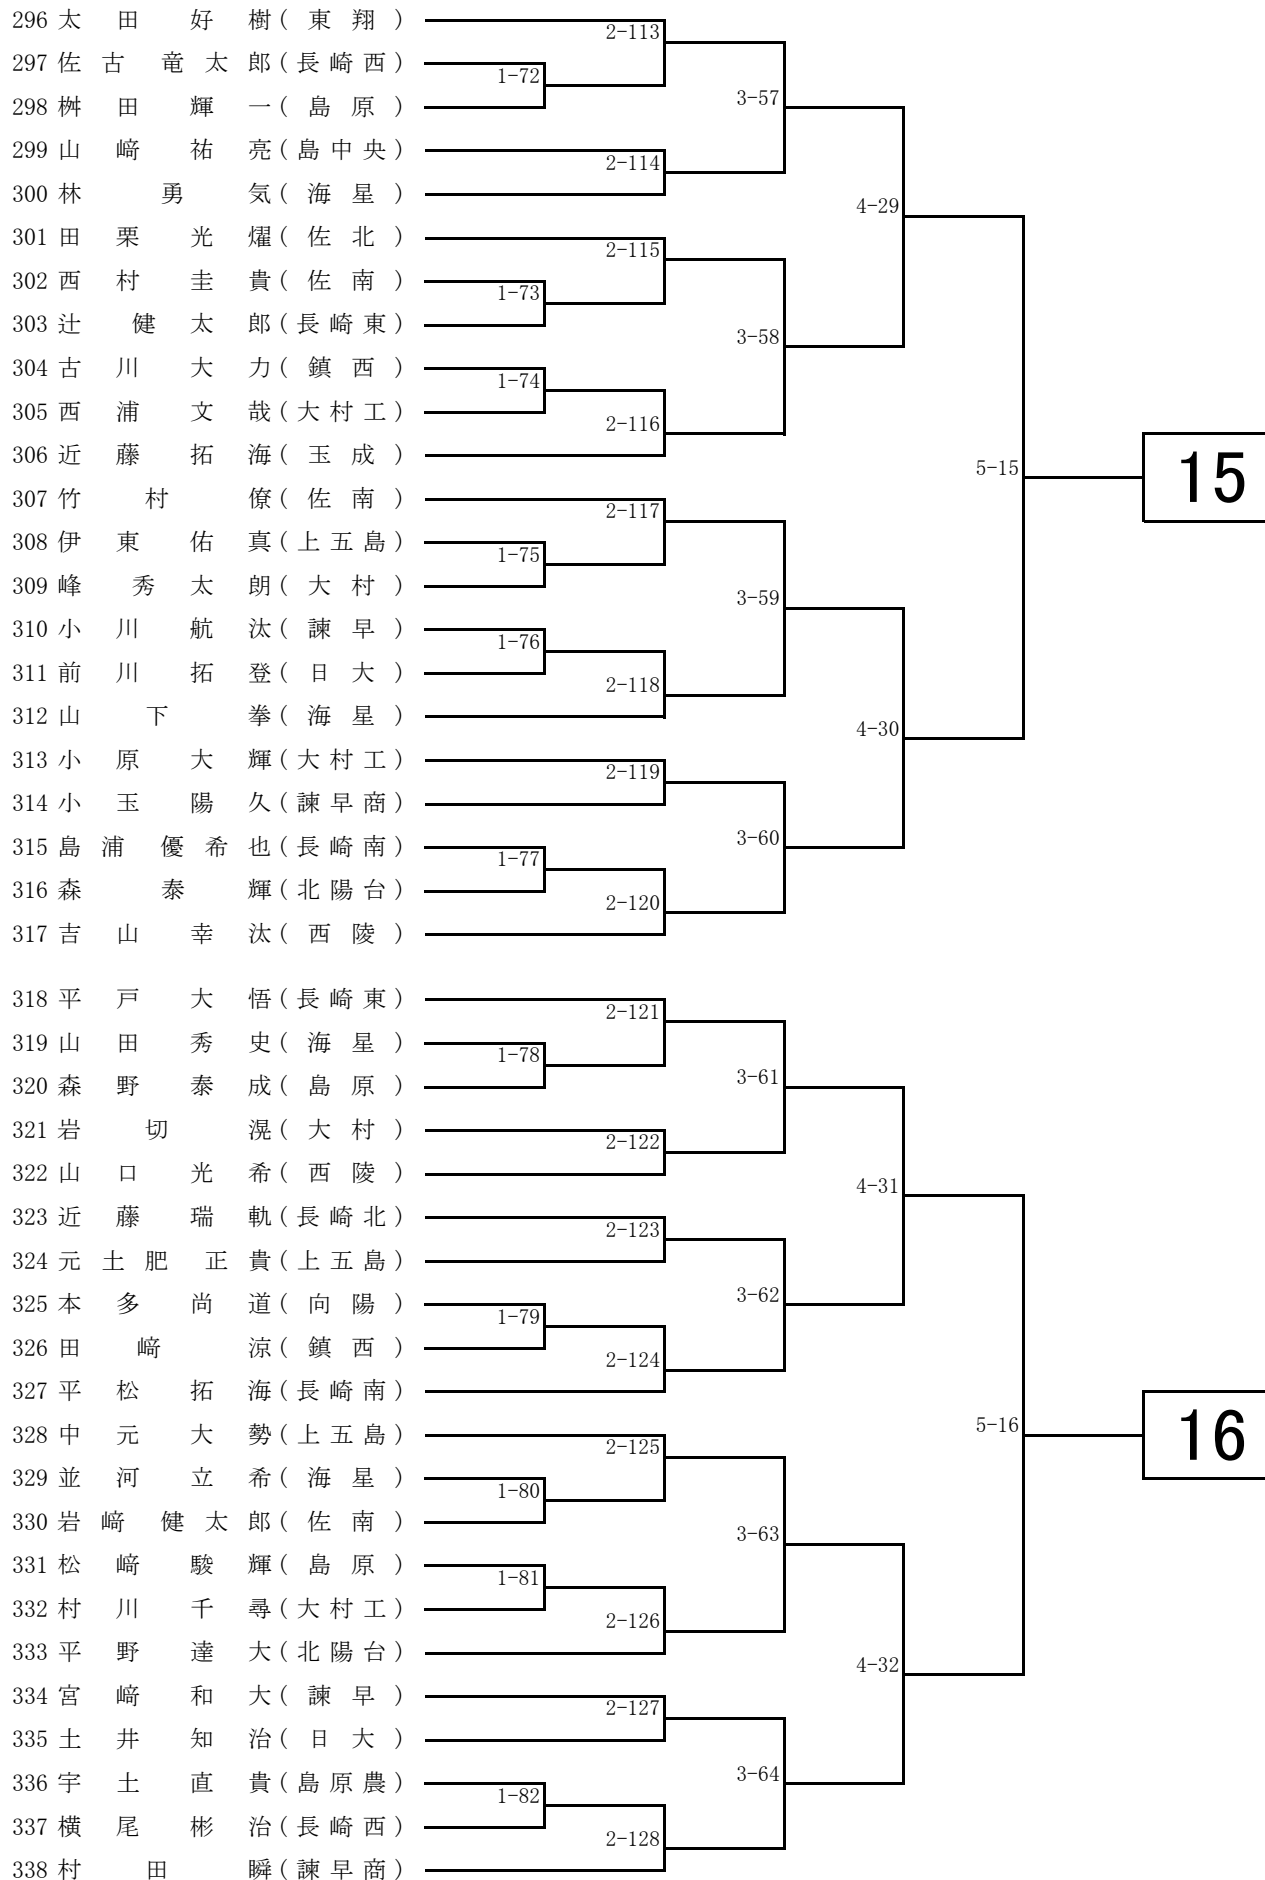 296 太田好樹(東翔)
2-113
297 佐古竜太郎(長崎西)
1-72
298 桝田輝一(島原)
3-57
299 山﨑祐亮(島中央)
2-114
300 林勇気(海星)
4-29
301 田栗光燿(佐北)
2-115
302 西村圭貴(佐南)
1-73
303 辻健太郎(長崎東)
3-58
304 古川大力(鎮西)
1-74
305 西浦文哉(大村工)
2-116
306 近藤拓海(玉成)
5-15
15
307 竹村僚(佐南)
2-117
308 伊東佑真(上五島)
1-75
309 峰秀太朗(大村)
3-59
310 小川航汰(諫早)
1-76
311 前川拓登(日大)
2-118
312 山下拳(海星)
4-30
313 小原大輝(大村工)
2-119
314 小玉陽久(諫早商)
3-60
315 島浦優希也(長崎南)
1-77
316 森泰輝(北陽台)
2-120
317 吉山幸汰(西陵)
318 平戸大悟(長崎東)
2-121
319 山田秀史(海星)
1-78
320 森野泰成(島原)
3-61
321 岩切滉(大村)
2-122
322 山口光希(西陵)
4-31
323 近藤瑞軌(長崎北)
2-123
324 元土肥正貴(上五島)
3-62
325 本多尚道(向陽)
1-79
326 田﨑涼(鎮西)
2-124
327 平松拓海(長崎南)
5-16
16
328 中元大勢(上五島)
2-125
329 並河立希(海星)
1-80
330 岩﨑健太郎(佐南)
3-63
331 松﨑駿輝(島原)
1-81
332 村川千尋(大村工)
2-126
333 平野達大(北陽台)
4-32
334 宮﨑和大(諫早)
2-127
335 土井知治(日大)
3-64
336 宇土直貴(島原農)
1-82
337 横尾彬治(長崎西)
2-128
338 村田瞬(諫早商)